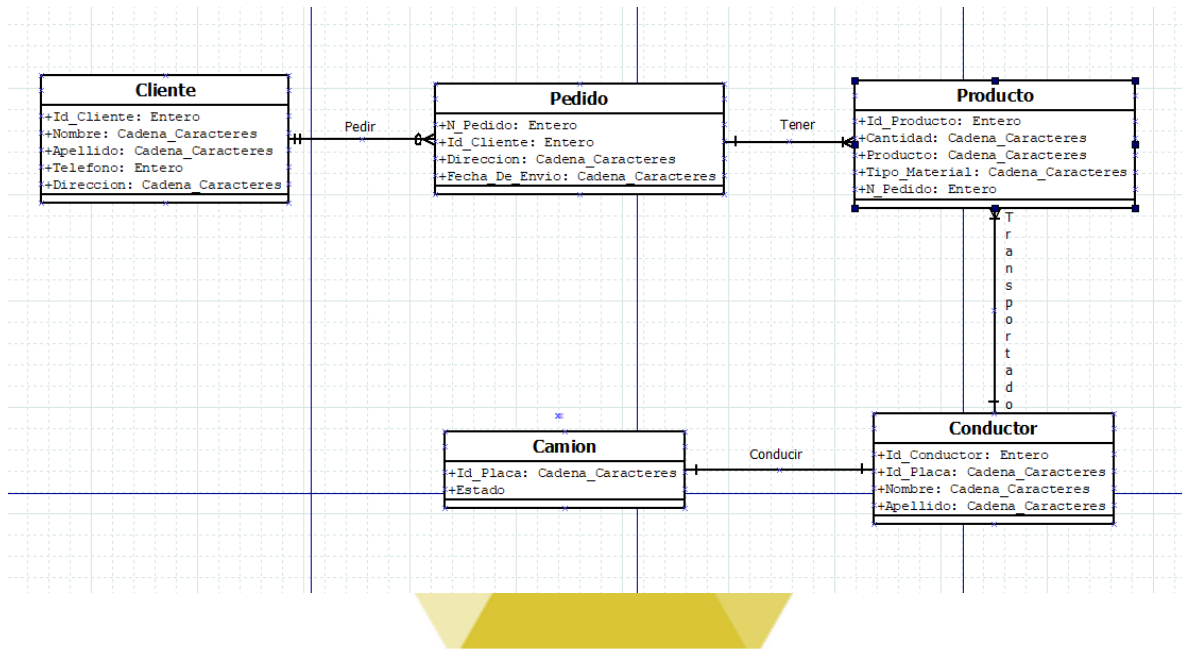 Cliente
+Id_Cliente: Entero
+Nombre: Cadena_Caracteres
+Apellido: Cadena_Caracteres
+Telefono: Entero
+Direccion: Cadena_Caracteres
Pedir
Pedido
+N_Pedido: Entero
+Id_Cliente: Entero
+Direccion: Cadena_Caracteres
+Fecha_De_Envio: Cadena_Caracteres
Tener
Producto
+Id_Producto: Entero
+Cantidad: Cadena_Caracteres
+Producto: Cadena_Caracteres
+Tipo_Material: Cadena_Caracteres
+N_Pedido: Entero
Transportado
Camion
+Id_Placa: Cadena_Caracteres
+Estado
Conducir
Conductor
+Id_Conductor: Entero
+Id_Placa: Cadena_Caracteres
+Nombre: Cadena_Caracteres
+Apellido: Cadena_Caracteres